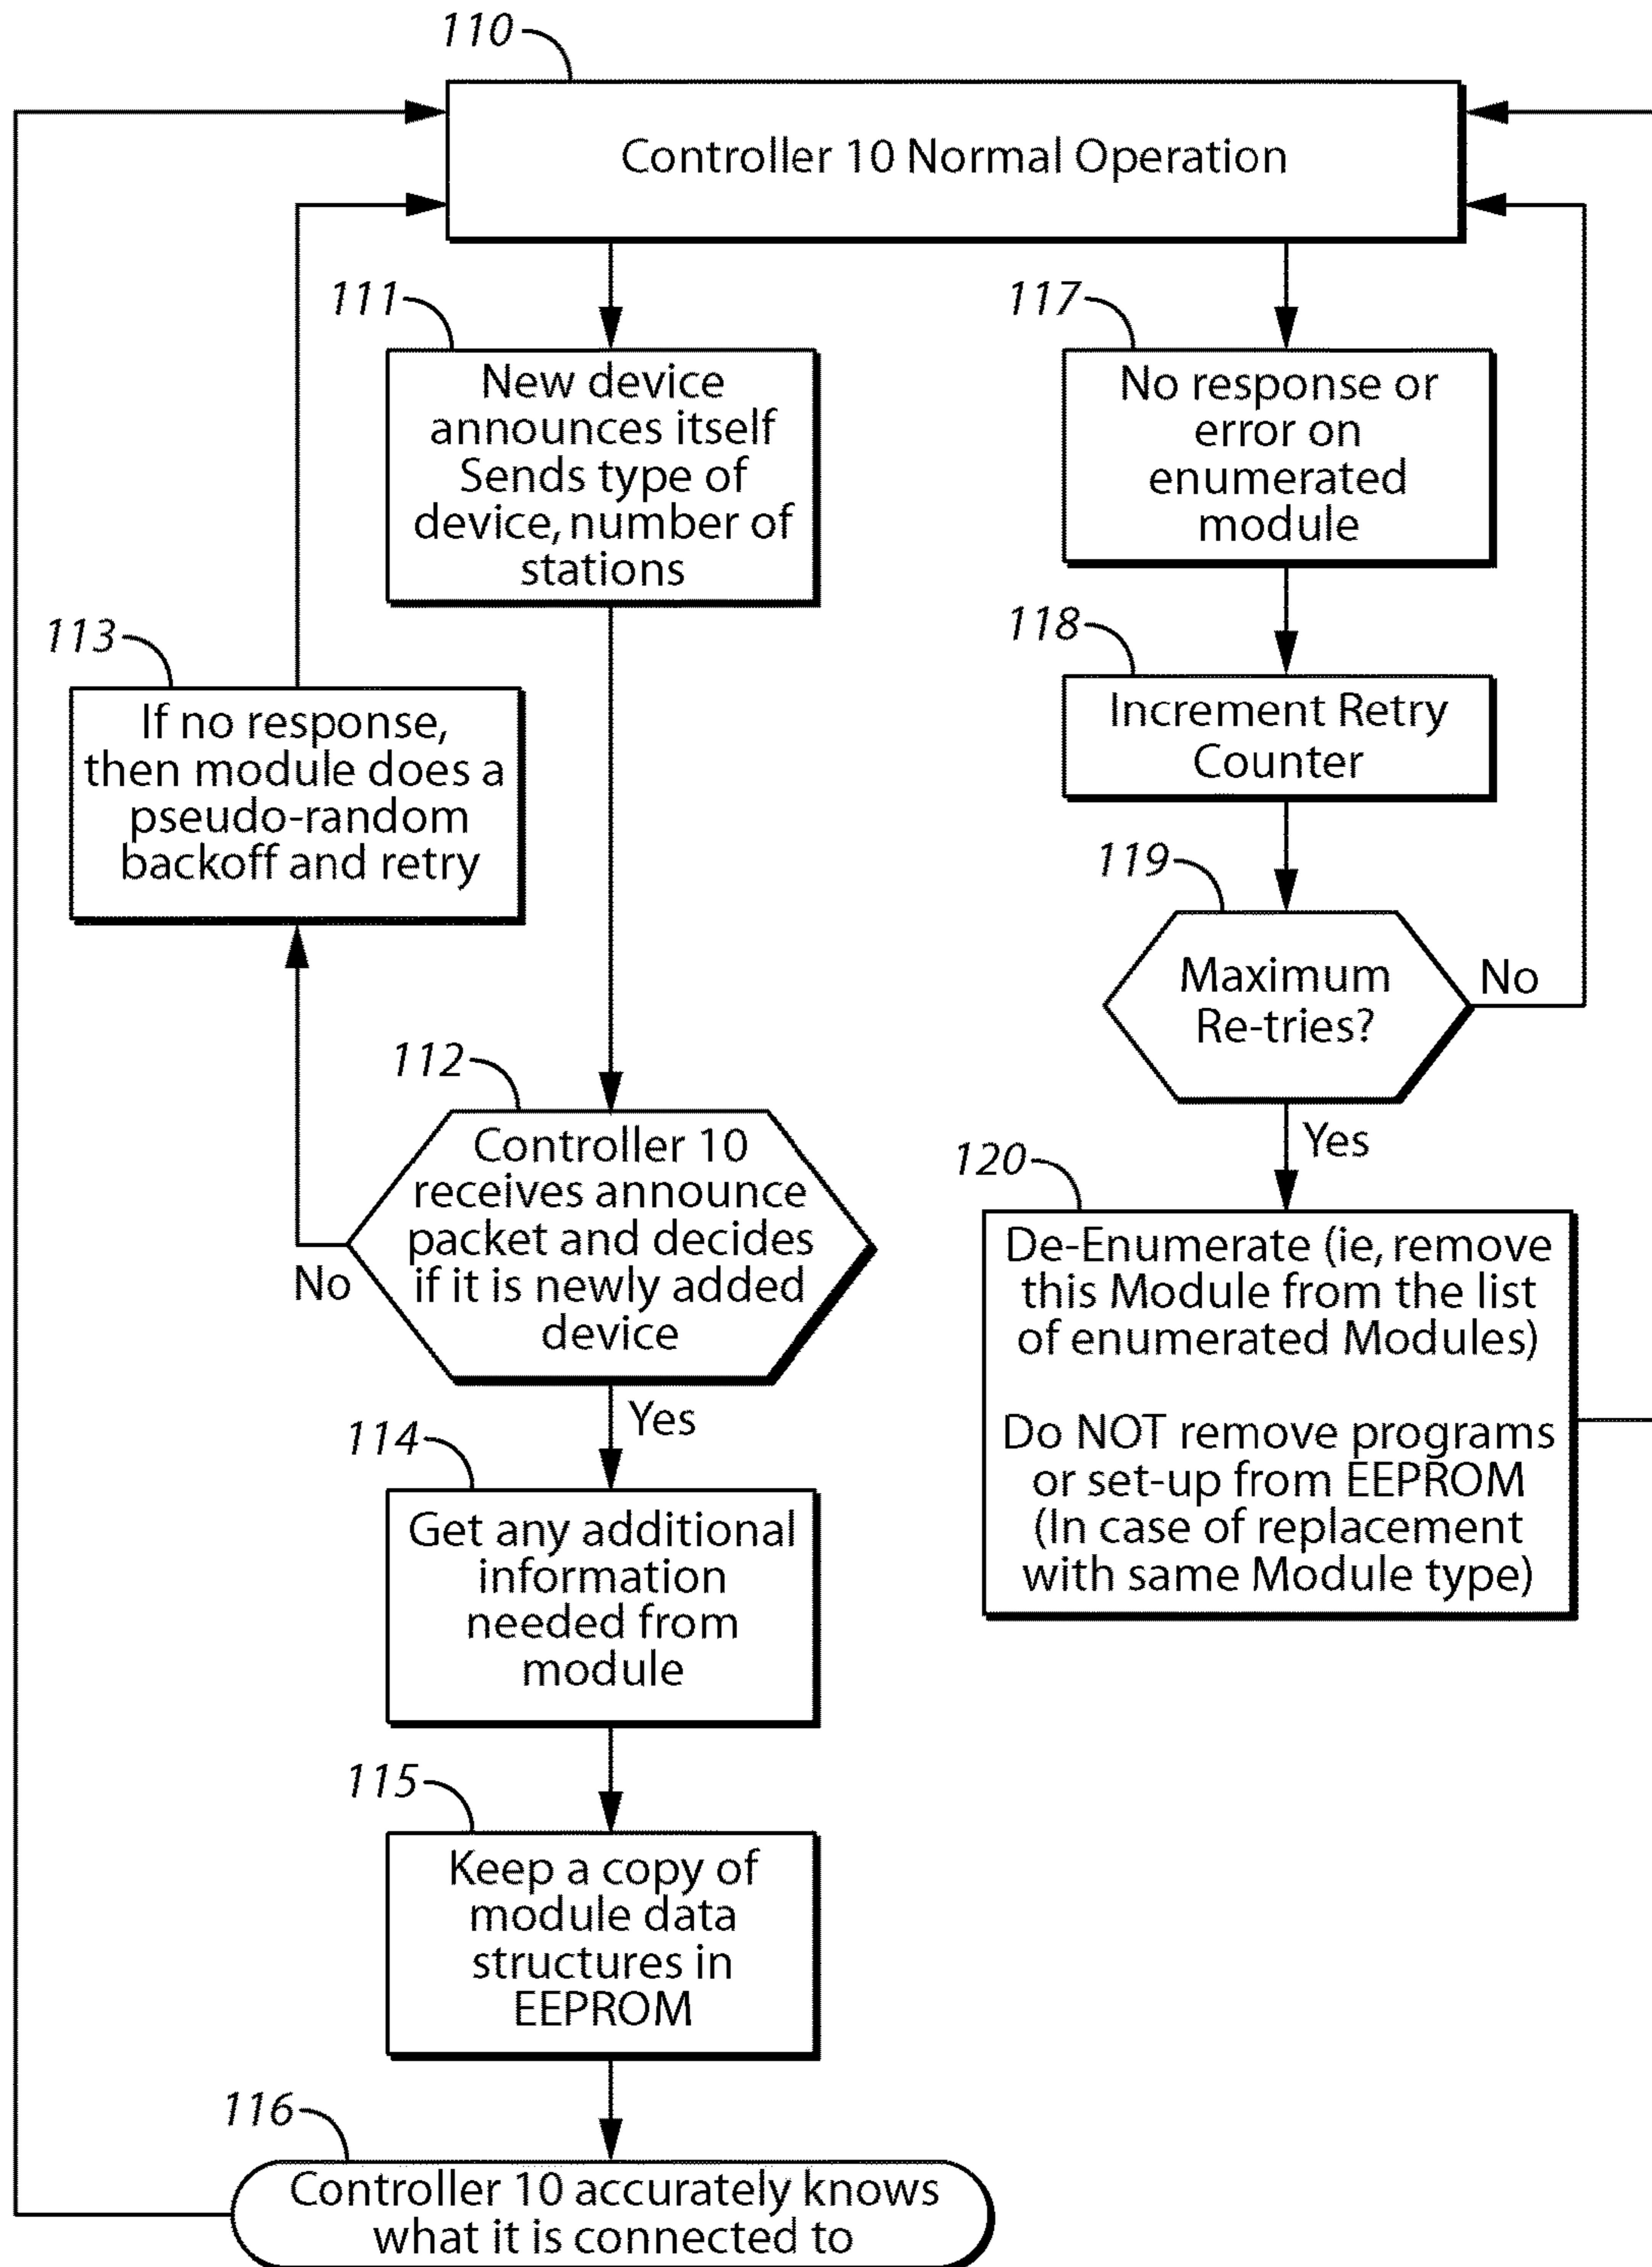 110
Controller 10 Normal Operation
111
New device
announces itself
Sends type of
device, number of
stations
117
No response or
error on
enumerated
module
113
If no response,
then module does a
pseudo-random
backoff and retry
118
Increment Retry
Counter
119
Maximum
Re-tries?
No
112
Controller 10
receives announce
packet and decides
if it is newly added
device
No
Yes
Yes
120
De-Enumerate (ie, remove
this Module from the list
of enumerated Modules)
Do NOT remove programs
or set-up from EEPROM
(In case of replacement
with same Module type)
114
Get any additional
information
needed from
module
115
Keep a copy of
module data
structures in
EEPROM
116
Controller 10 accurately knows
what it is connected to